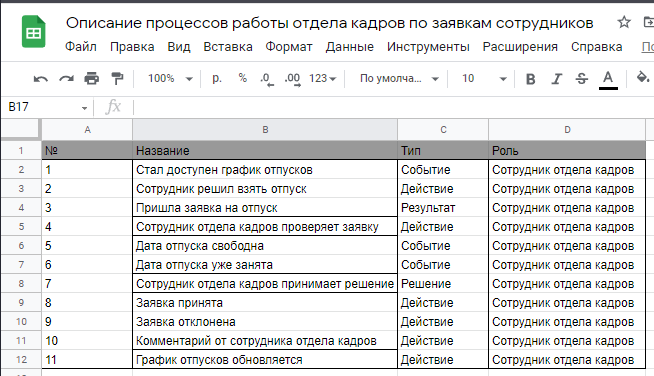 Описание процессов работы отдела кадров по заявкам сотрудников
Файл Правка Вид Вставка Формат Данные Инструменты Расширения Справка
100% р. % .0 .00 123 По умолча... 10 B I S A
B17 fx
A B C D
1 № Название Тип Роль
2 1 Стал доступен график отпусков Событие Сотрудник отдела кадров
3 2 Сотрудник решил взять отпуск Действие Сотрудник отдела кадров
4 3 Пришла заявка на отпуск Результат Сотрудник отдела кадров
5 4 Сотрудник отдела кадров проверяет заявку Действие Сотрудник отдела кадров
6 5 Дата отпуска свободна Событие Сотрудник отдела кадров
7 6 Дата отпуска уже занята Событие Сотрудник отдела кадров
8 7 Сотрудник отдела кадров принимает решение Решение Сотрудник отдела кадров
9 8 Заявка принята Действие Сотрудник отдела кадров
10 9 Заявка отклонена Действие Сотрудник отдела кадров
11 10 Комментарий от сотрудника отдела кадров Действие Сотрудник отдела кадров
12 11 График отпусков обновляется Действие Сотрудник отдела кадров